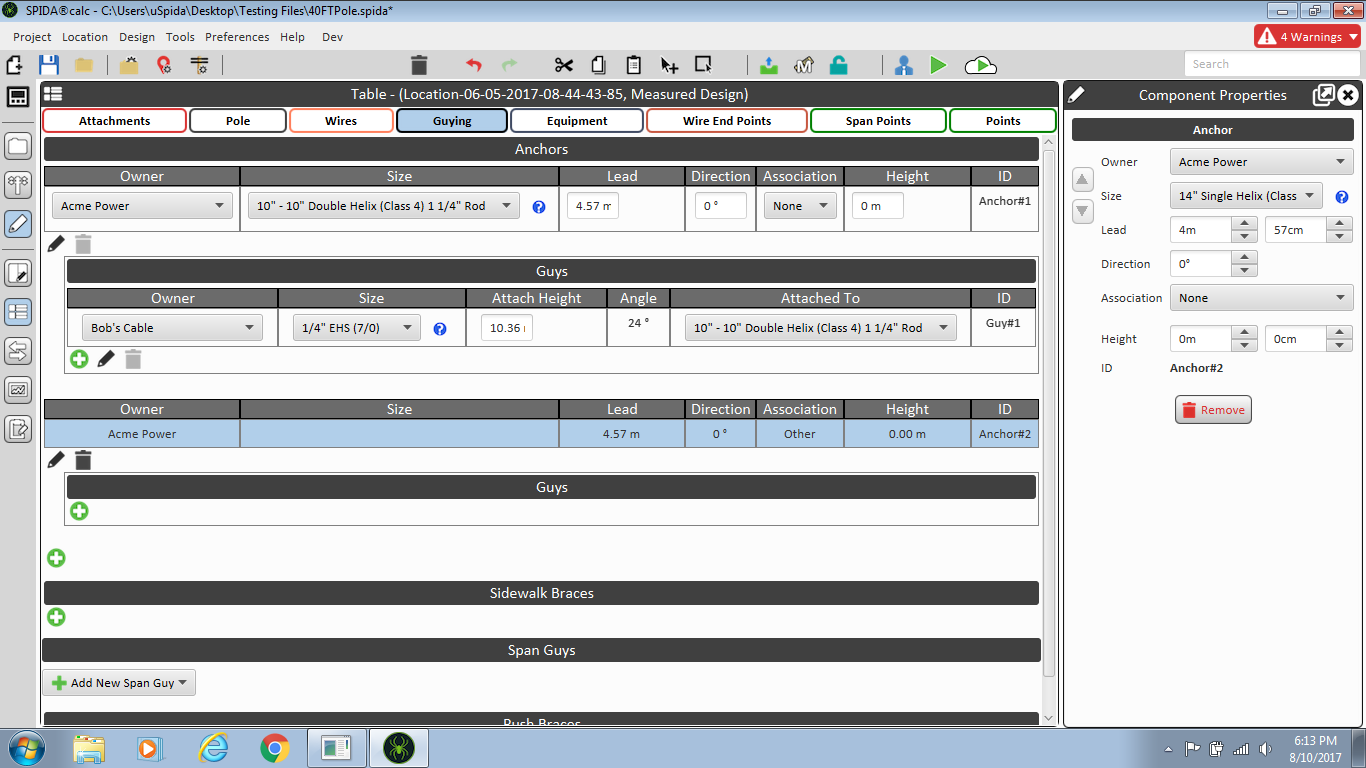 SPIDA®calc - C:\Users\uSpida\Desktop\Testing Files\40FTPole.spida*
Project Location Design Tools Preferences Help Dev
4 Warnings
Search
Table - (Location-06-05-2017-08-44-43-85, Measured Design)
Attachments Pole Wires Guying Equipment Wire End Points Span Points Points
Anchors
Owner Size Lead Direction Association Height ID
Acme Power 10" - 10" Double Helix (Class 4) 1 1/4" Rod ? 4.57 m 0 ° None 0 m Anchor#1
Guys
Owner Size Attach Height Angle Attached To ID
Bob's Cable 1/4" EHS (7/0) ? 10.36 24 ° 10" - 10" Double Helix (Class 4) 1 1/4" Rod Guy#1
Owner Size Lead Direction Association Height ID
Acme Power 4.57 m 0 ° Other 0.00 m Anchor#2
Guys
Sidewalk Braces
Span Guys
Add New Span Guy
Push Braces
Component Properties
Anchor
Owner Acme Power
Size 14" Single Helix (Class ?
Lead 4m 57cm
Direction 0°
Association None
Height 0m 0cm
ID Anchor#2
Remove
6:13 PM
8/10/2017